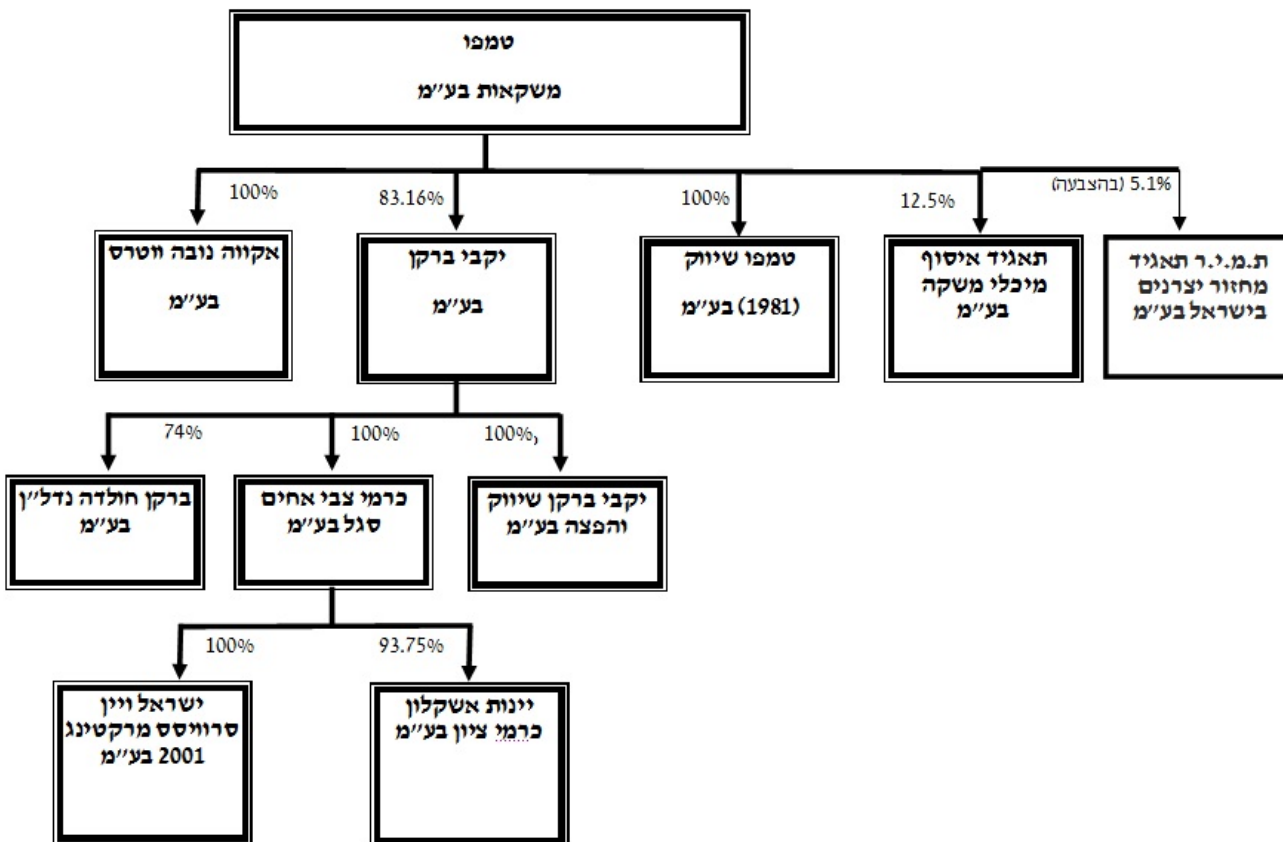 טמפו
משקאות בע״מ
5.1% (בהצבעה)
12.5%
100%
83.16%
100%
ת.מ.י.ר תאגיד
מחזור יצרנים
בישראל בע״מ
תאגיד איסוף
מיכלי משקה
בע״מ
טמפו שיווק
(1981) בע״מ
יקבי ברקן
בע״מ
אקווה נובה ווטרס
בע״מ
100%,
100%
74%
יקבי ברקן שיווק
והפצה בע״מ
כרמי צבי אחים
סגל בע״מ
ברקן חולדה נדל״ן
בע״מ
93.75%
100%
יינות אשקלון
כרמי ציון בע״מ
ישראל ויין
סרוויסס מרקטינג
2001 בע״מ